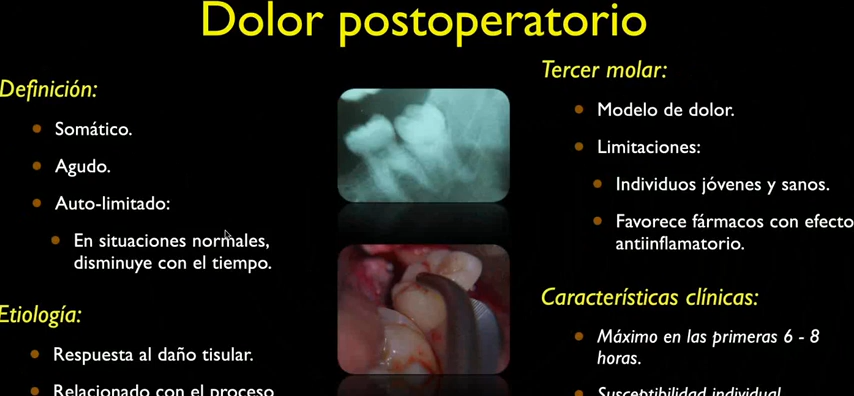 Dolor postoperatorio
Definición:
Somático.
Agudo.
Auto-limitado:
En situaciones normales,
disminuye con el tiempo.
Etiología:
Respuesta al daño tisular.
Relacionado con el proceso
Tercer molar:
Modelo de dolor.
Limitaciones:
Individuos jóvenes y sanos.
Favorece fármacos con efecto
antiinflamatorio.
Características clínicas:
Máximo en las primeras 6 - 8
horas.
Susceptibilidad individual